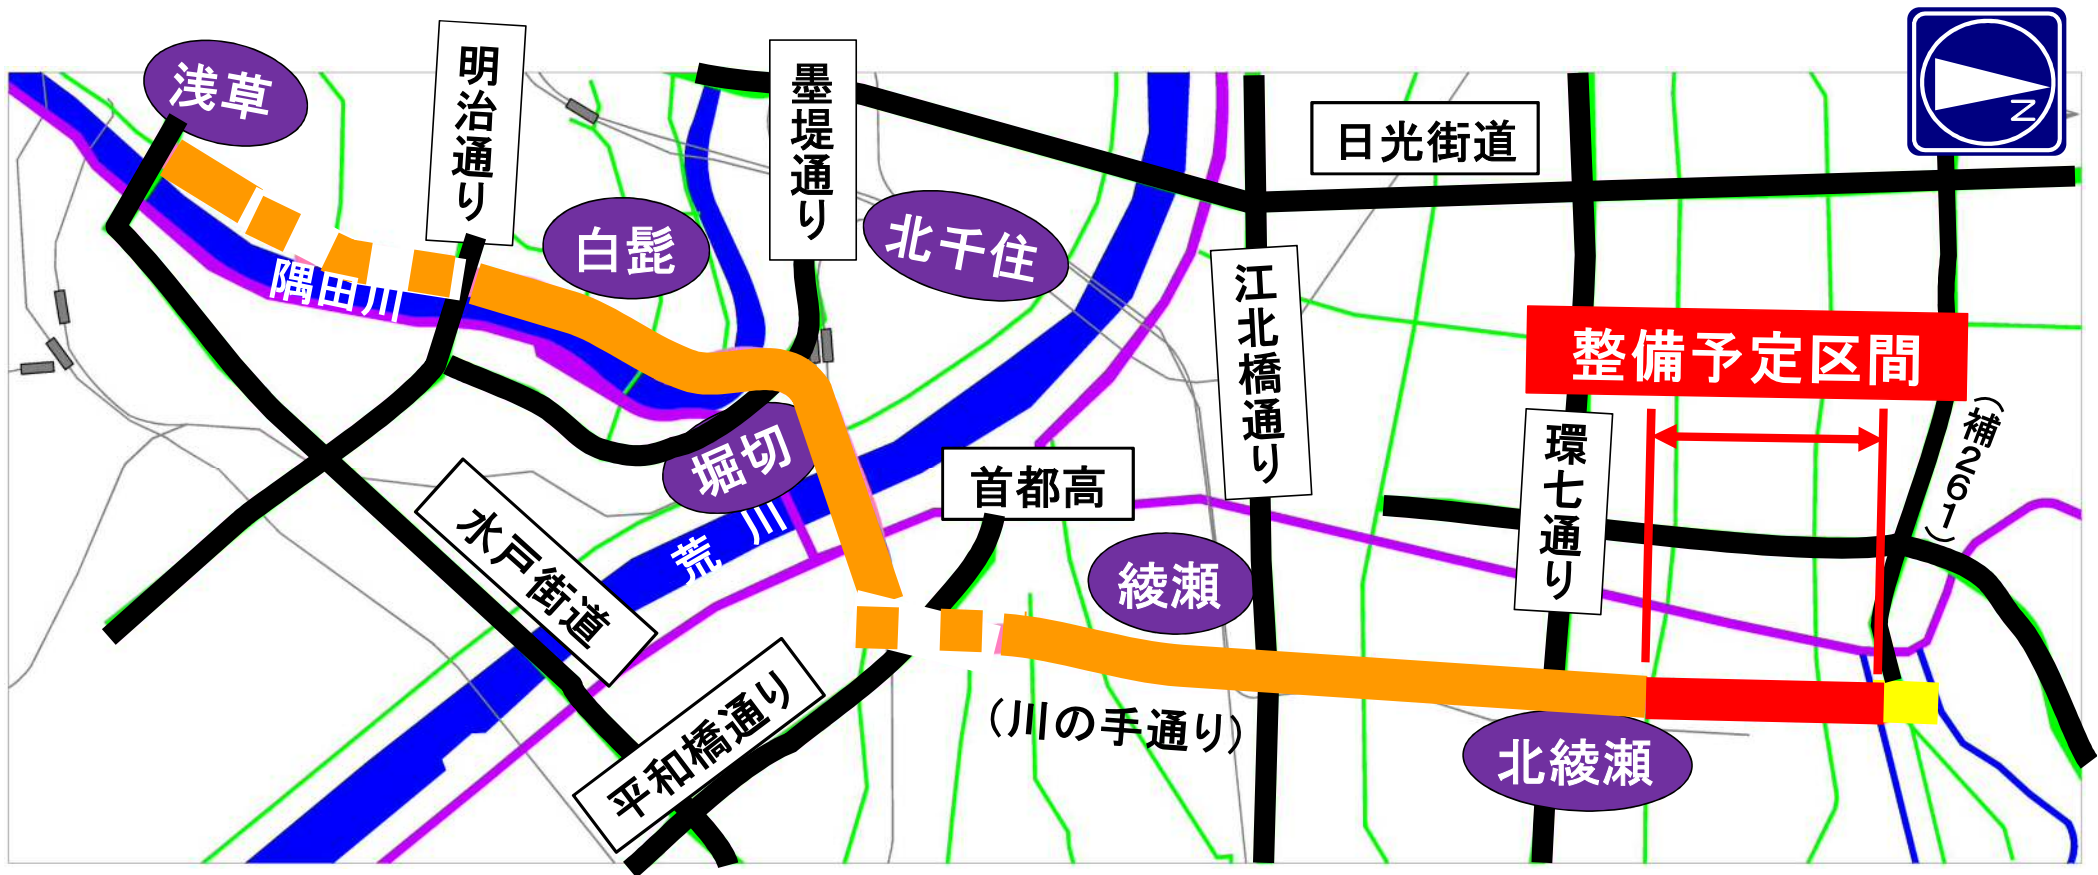 浅草
明治通り
墨堤通り
日光街道
N
白髭
北千住
隅田川
江北橋通り
整備予定区間
(補261)
堀切
首都高
環七通り
荒川
水戸街道
綾瀬
平和橋通り
(川の手通り)
北綾瀬